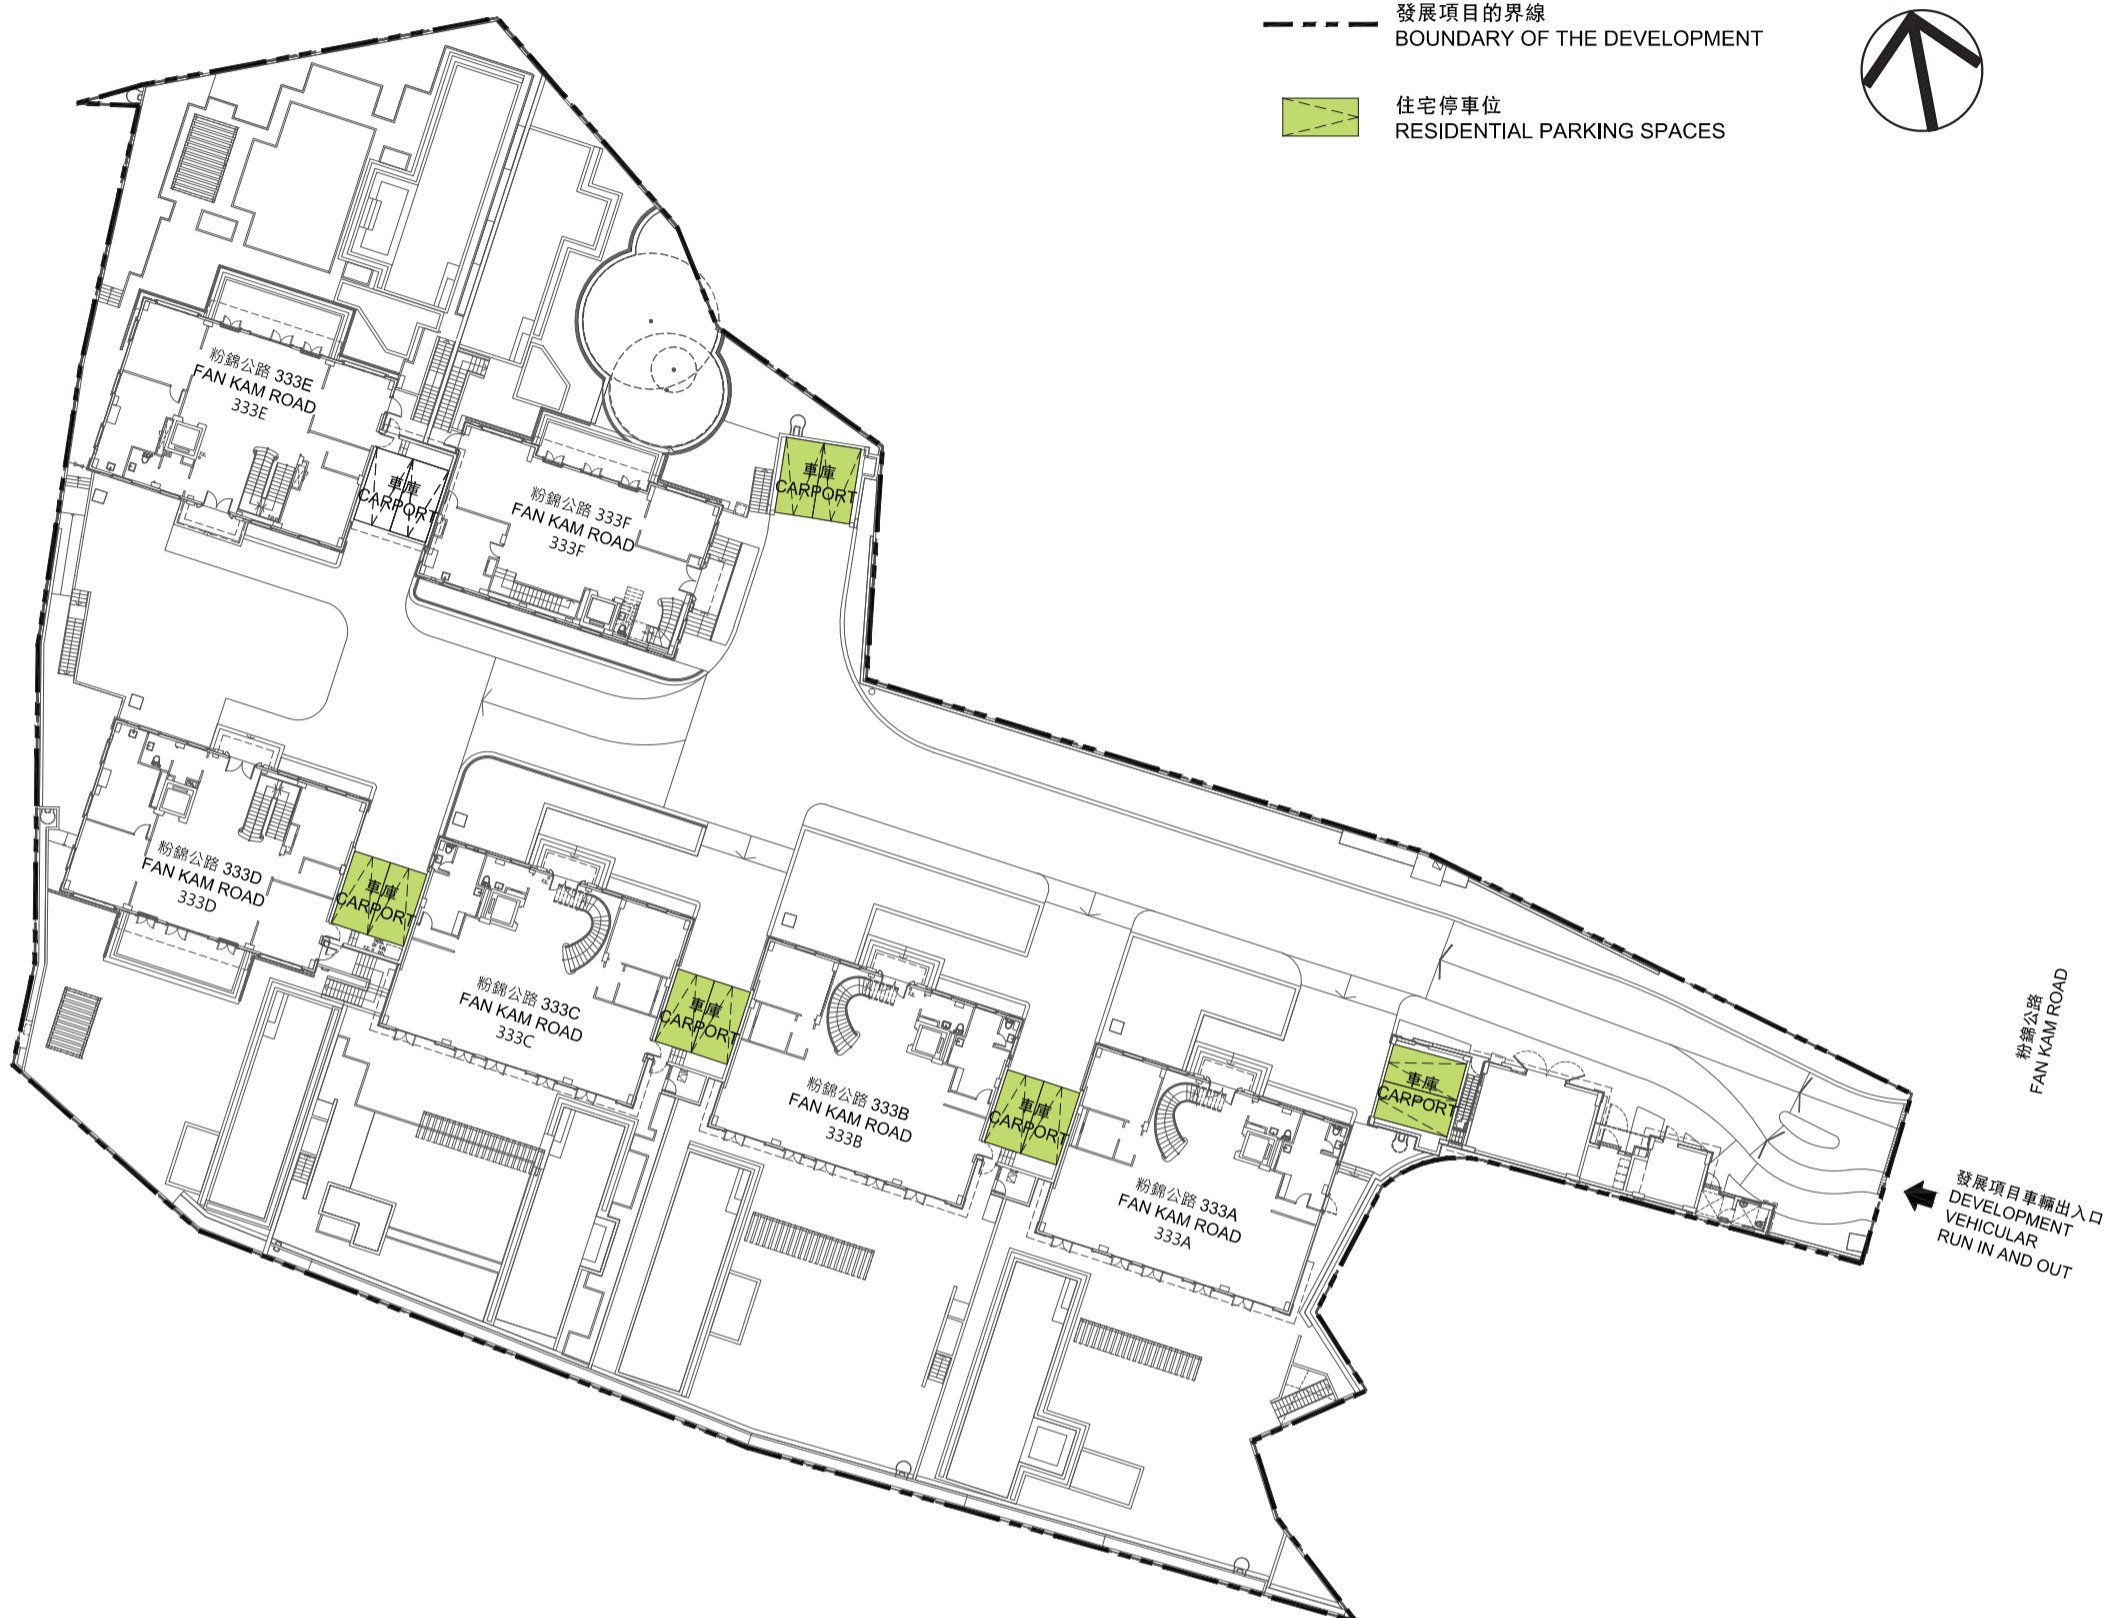 發展項目的界線
BOUNDARY OF THE DEVELOPMENT
住宅停車位
RESIDENTIAL PARKING SPACES
粉錦公路 333E
FAN KAM ROAD
333E
車庫
CARPORT
粉錦公路 333F
FAN KAM ROAD
333F
車庫
CARPORT
粉錦公路 333D
FAN KAM ROAD
333D
車庫
CARPORT
粉錦公路 333C
FAN KAM ROAD
333C
車庫
CARPORT
粉錦公路 333B
FAN KAM ROAD
333B
車庫
CARPORT
粉錦公路 333A
FAN KAM ROAD
333A
車庫
CARPORT
粉錦公路
FAN KAM ROAD
發展項目車輛出入口
DEVELOPMENT
VEHICULAR
RUN IN AND OUT